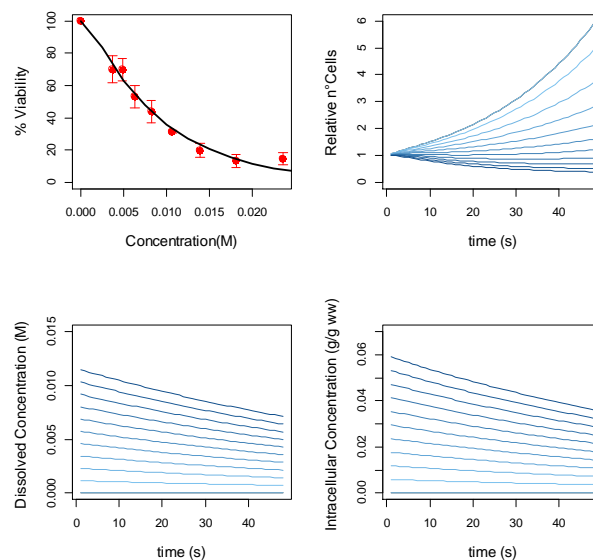 % Viability
100
80
60
40
20
0
0.000 0.005 0.010 0.015 0.020
Concentration(M)
Relative n°Cells
6
5
4
3
2
1
0
0 10 20 30 40
time (s)
Dissolved Concentration (M)
0.015
0.010
0.005
0.000
0 10 20 30 40
time (s)
Intracellular Concentration (g/g ww)
0.06
0.04
0.02
0.00
0 10 20 30 40
time (s)